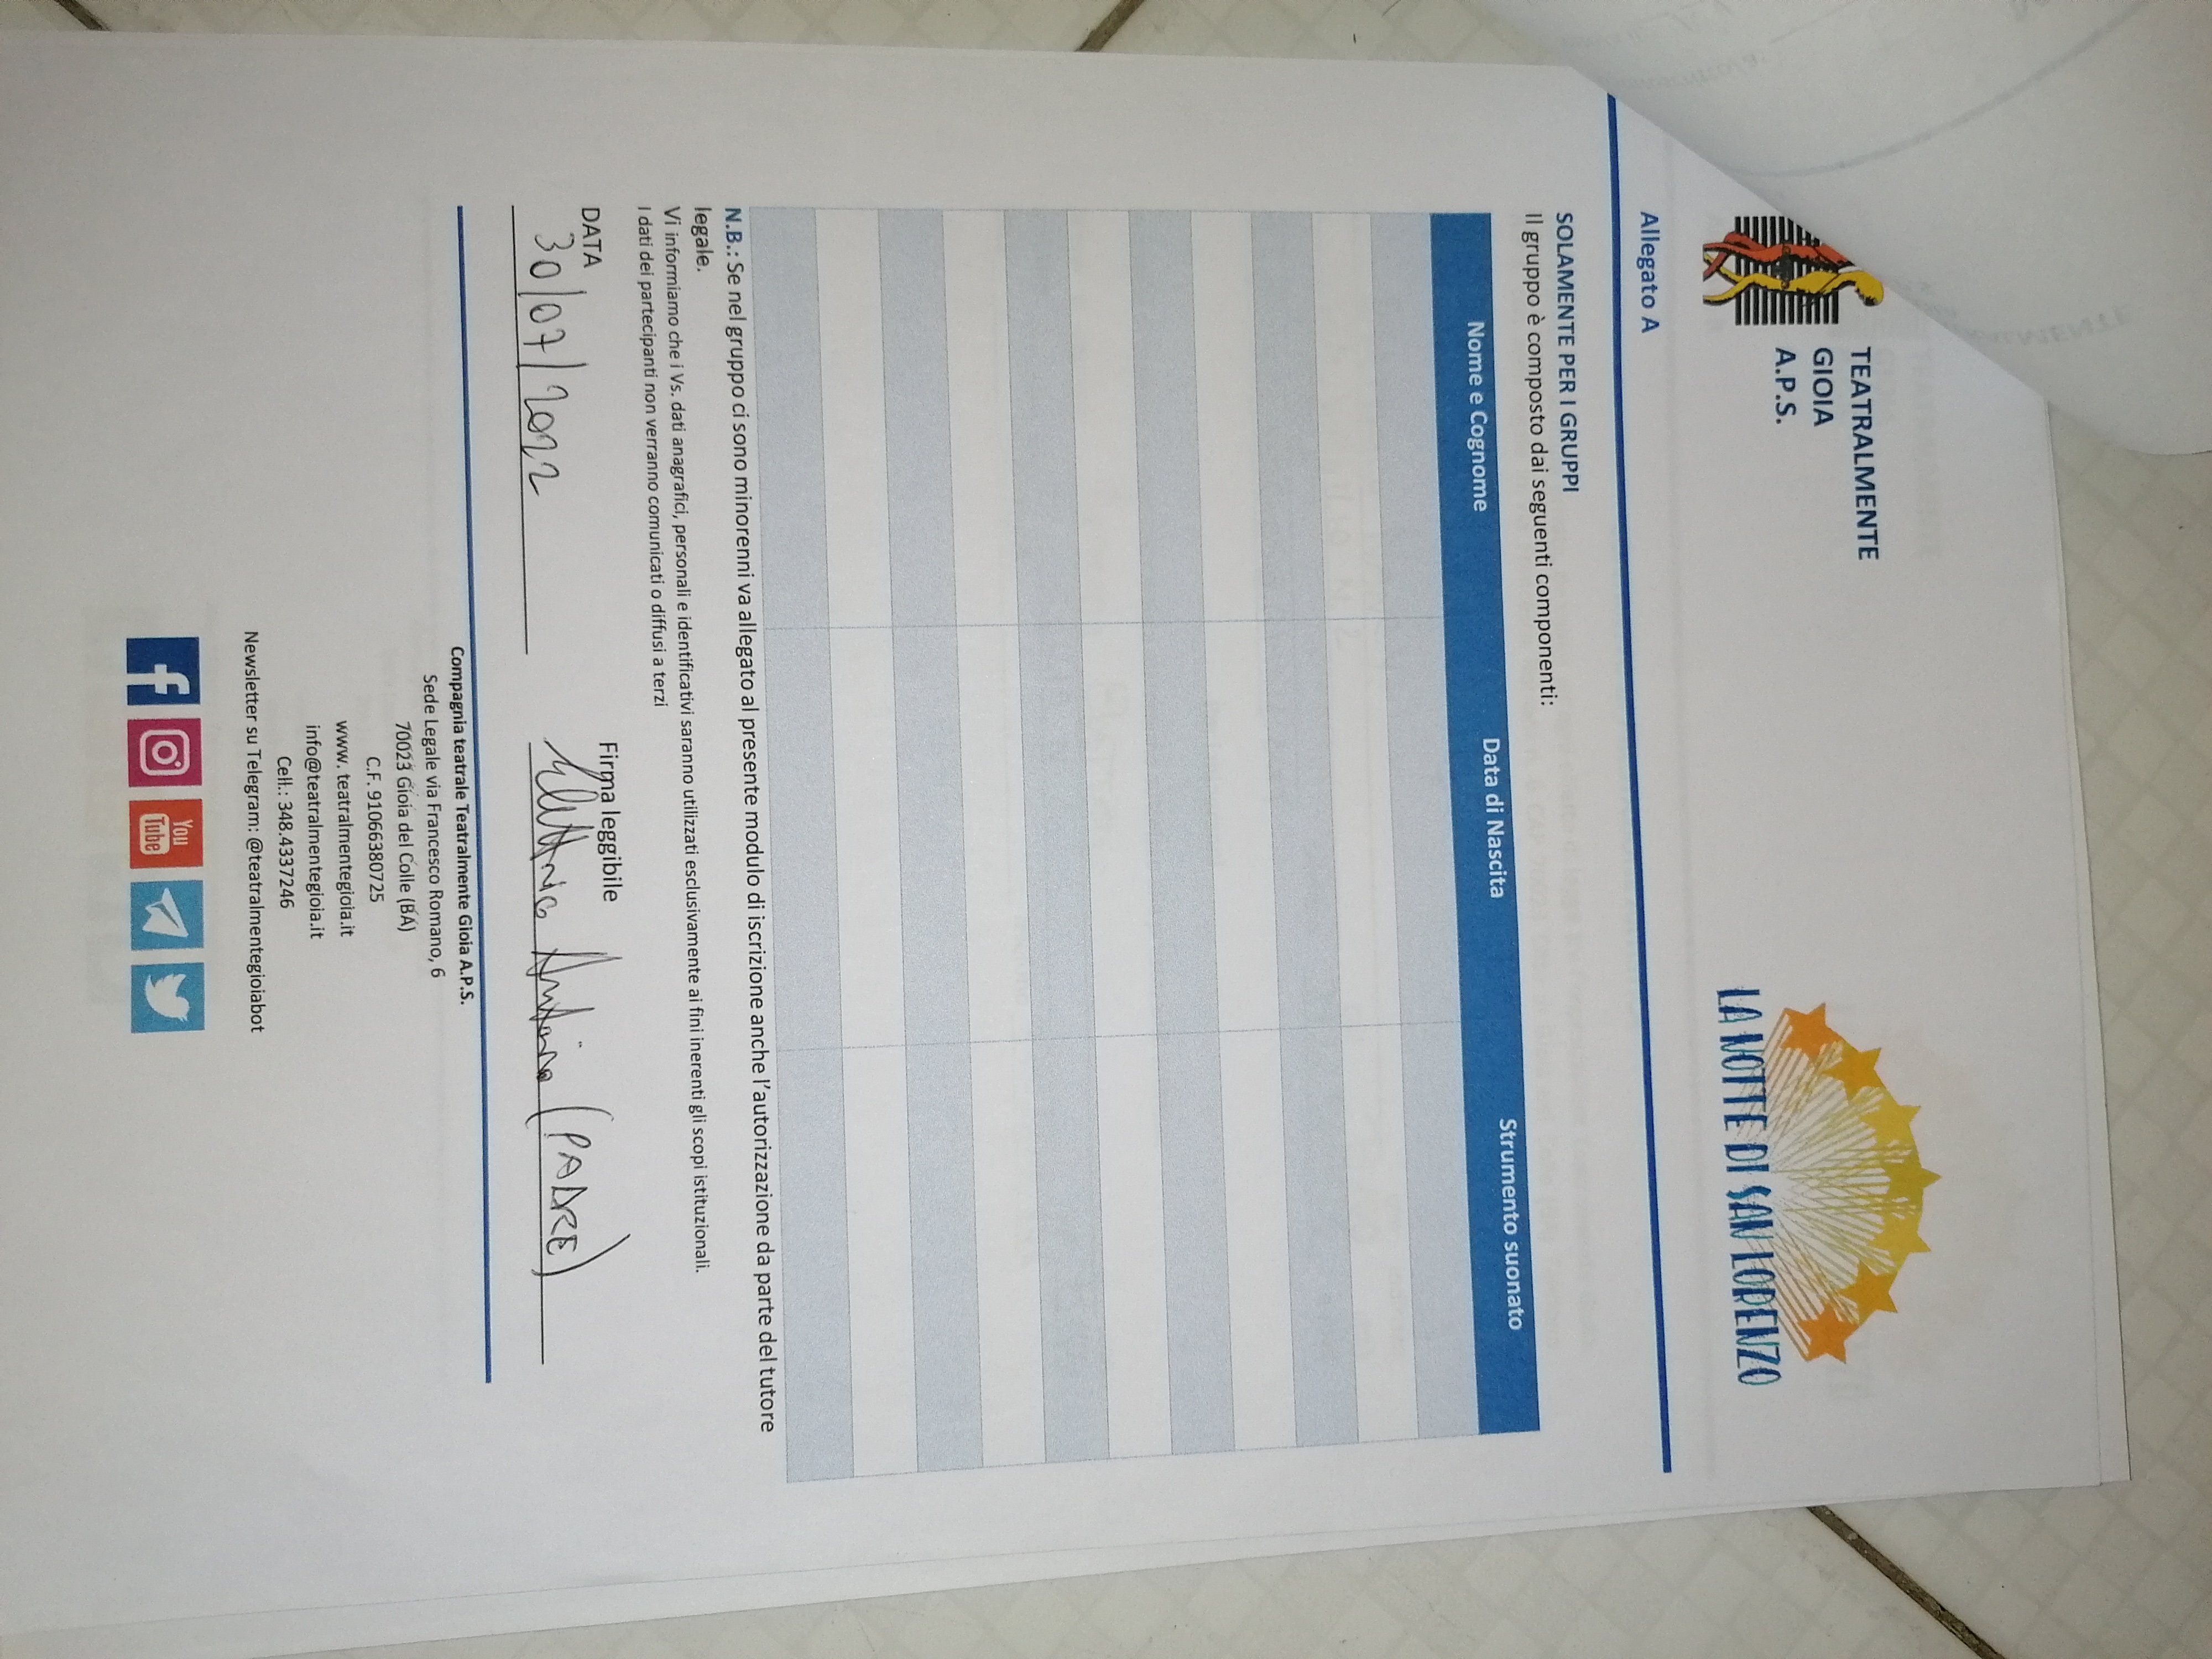 TEATRALMENTE
GIOIA
A.P.S.
LA NOTTE DI SAN LORENZO
Allegato A
SOLAMENTE PER I GRUPPI
Il gruppo è composto dai seguenti componenti:
Nome e Cognome Data di Nascita Strumento suonato
N.B.: Se nel gruppo ci sono minorenni va allegato al presente modulo di iscrizione anche l'autorizzazione da parte del tutore
legale.
Vi informiamo che i Vs. dati anagrafici, personali e identificativi saranno utilizzati esclusivamente ai fini inerenti gli scopi istituzionali.
I dati dei partecipanti non verranno comunicati o diffusi a terzi
DATA Firma leggibile
30/07/2022 Elettrico Antonio (PADRE)
Compagnia teatrale Teatralmente Gioia A.P.S.
Sede Legale via Francesco Romano, 6
70023 Gioia del Colle (BA)
C.F. 91066380725
www. teatralmentegioia.it
info@teatralmentegioia.it
Cell.: 348.4337246
Newsletter su Telegram: @teatralmentegioiabot
You
Tube